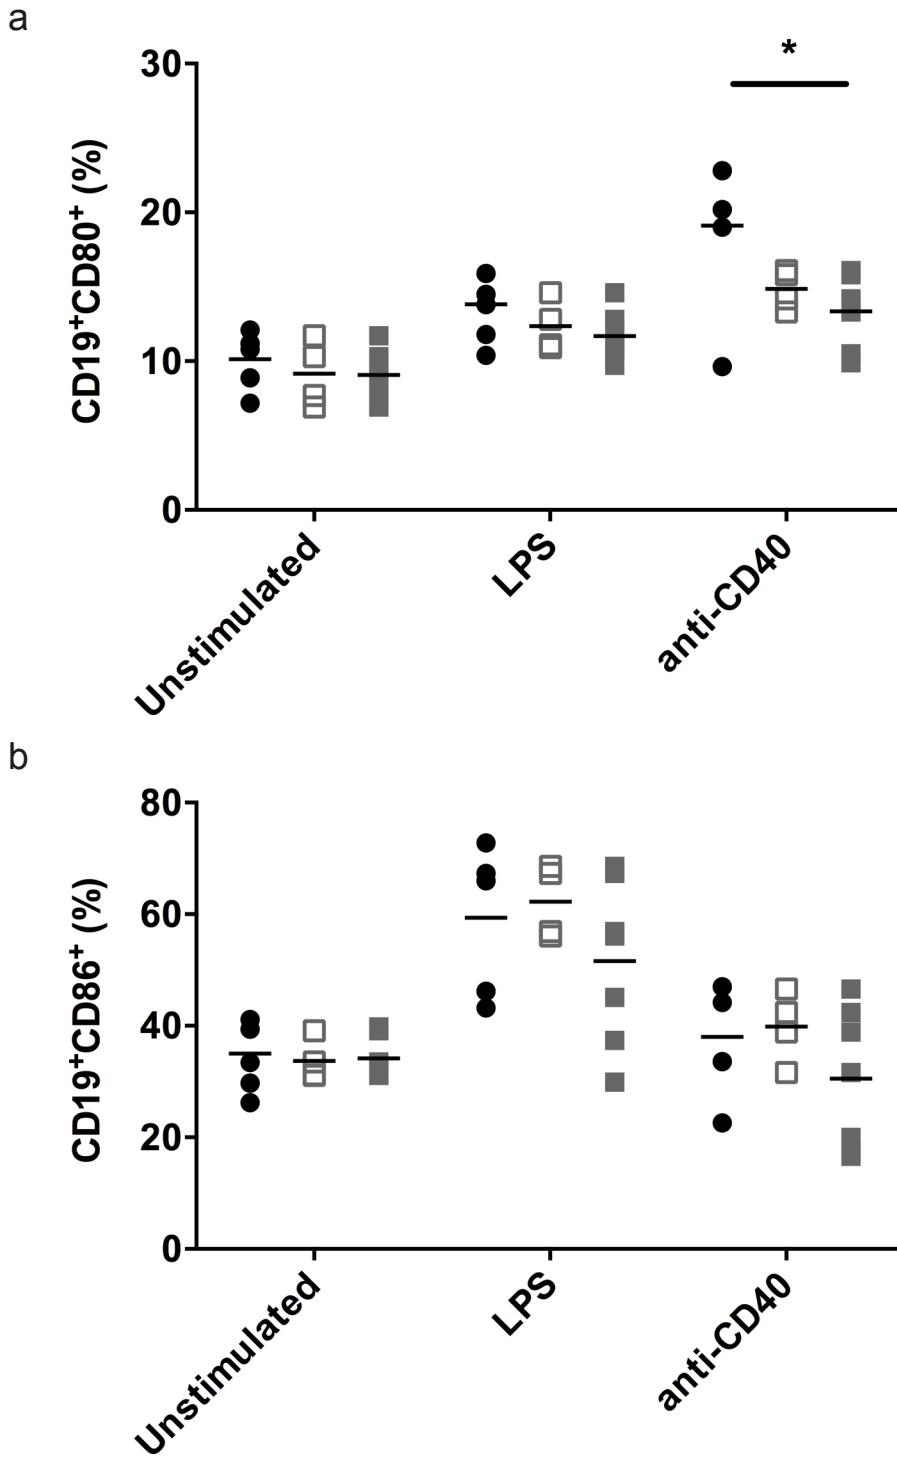 a
*
30
20
10
0
CD19⁺CD80⁺ (%)
Unstimulated
LPS
anti-CD40
b
80
60
40
20
0
CD19⁺CD86⁺ (%)
Unstimulated
LPS
anti-CD40